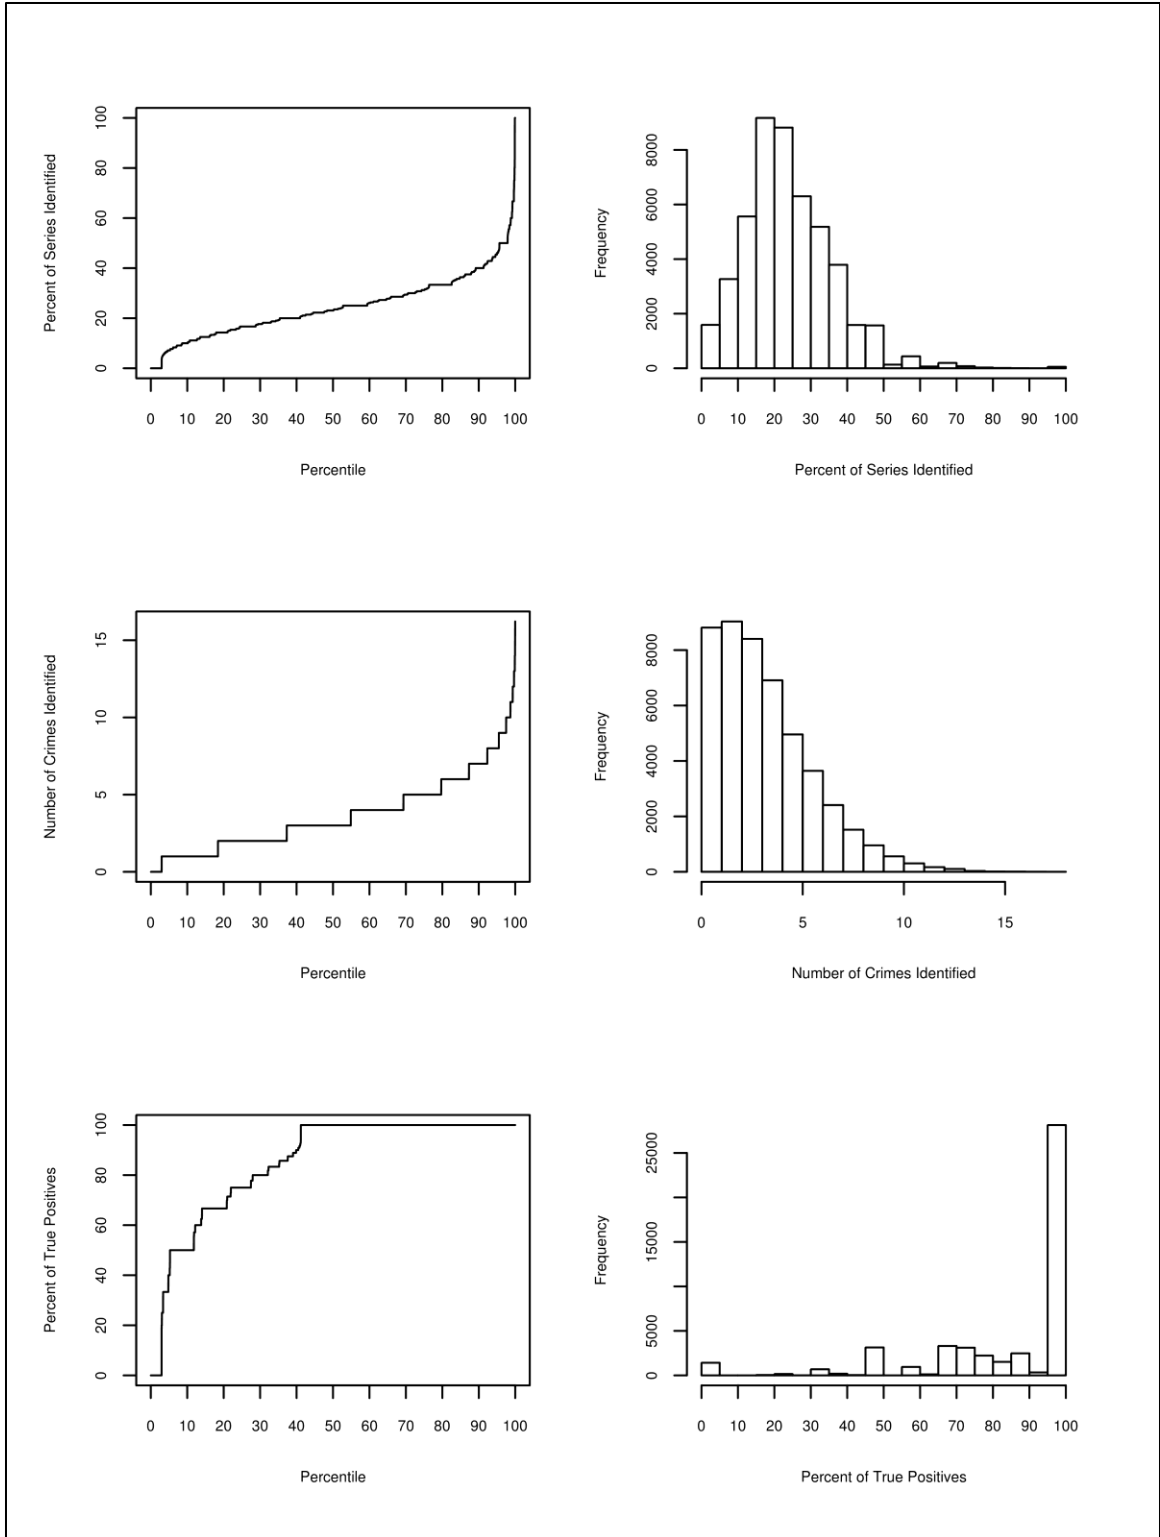 Percent of Series Identified
100
80
60
40
20
0
0 10 20 30 40 50 60 70 80 90 100
Percentile
Frequency
8000
6000
4000
2000
0
0 10 20 30 40 50 60 70 80 90 100
Percent of Series Identified
Number of Crimes Identified
15
10
5
0
0 10 20 30 40 50 60 70 80 90 100
Percentile
Frequency
8000
6000
4000
2000
0
0 5 10 15
Number of Crimes Identified
Percent of True Positives
100
80
60
40
20
0
0 10 20 30 40 50 60 70 80 90 100
Percentile
Frequency
25000
15000
5000
0
0 10 20 30 40 50 60 70 80 90 100
Percent of True Positives